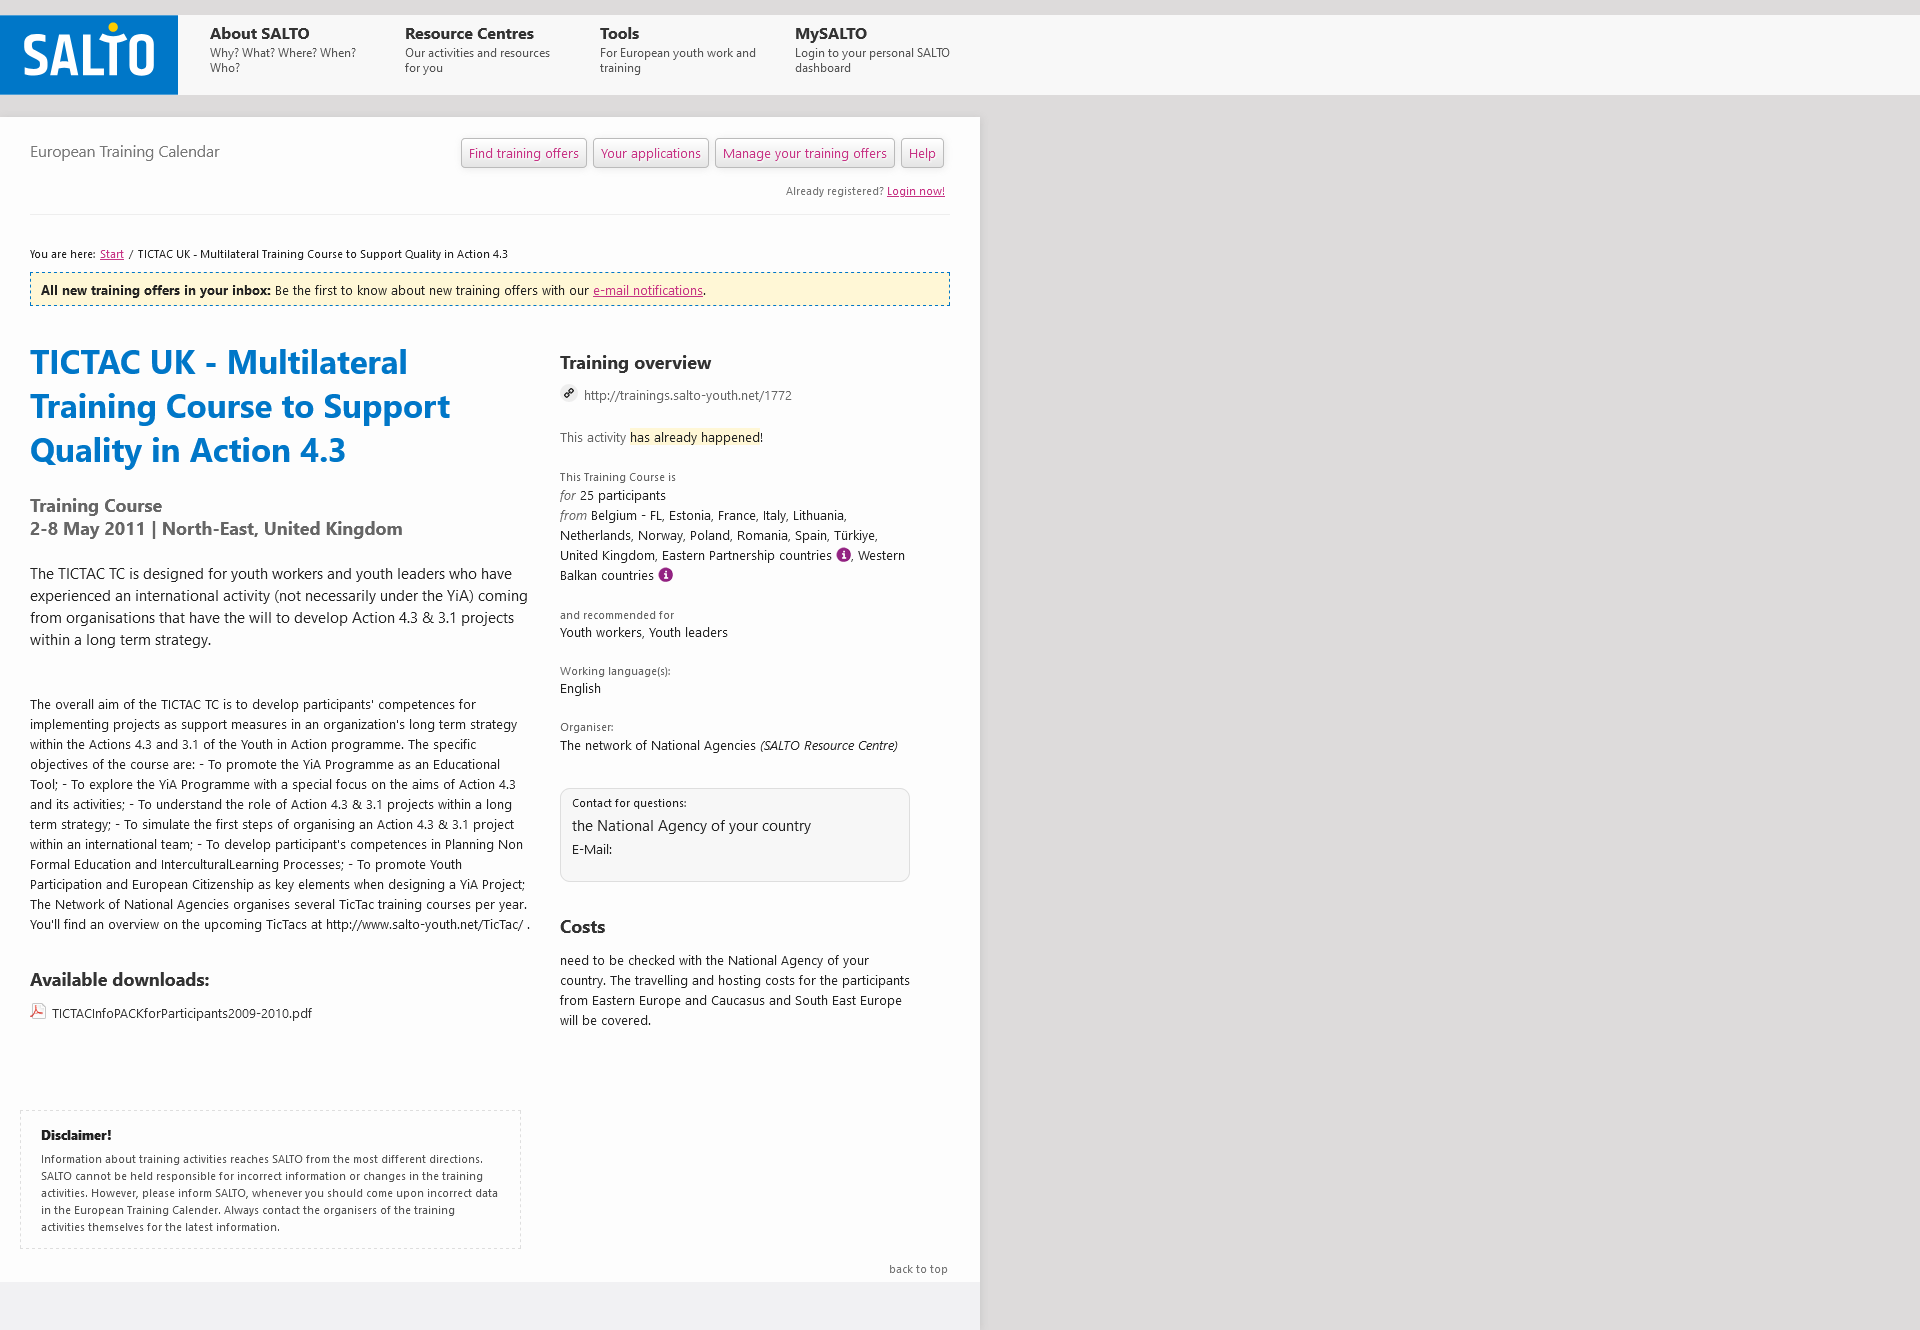 SALTO
About SALTO
Why? What? Where? When?
Who?
Resource Centres
Our activities and resources
for you
Tools
For European youth work and
training
MySALTO
Login to your personal SALTO
dashboard
European Training Calendar
Find training offers
Your applications
Manage your training offers
Help
Already registered? Login now!
You are here: Start / TICTAC UK - Multilateral Training Course to Support Quality in Action 4.3
All new training offers in your inbox: Be the first to know about new training offers with our e-mail notifications.
TICTAC UK - Multilateral
Training Course to Support
Quality in Action 4.3
Training Course
2-8 May 2011 | North-East, United Kingdom
The TICTAC TC is designed for youth workers and youth leaders who have
experienced an international activity (not necessarily under the YiA) coming
from organisations that have the will to develop Action 4.3 & 3.1 projects
within a long term strategy.
The overall aim of the TICTAC TC is to develop participants' competences for
implementing projects as support measures in an organization's long term strategy
within the Actions 4.3 and 3.1 of the Youth in Action programme. The specific
objectives of the course are: - To promote the YiA Programme as an Educational
Tool; - To explore the YiA Programme with a special focus on the aims of Action 4.3
and its activities; - To understand the role of Action 4.3 & 3.1 projects within a long
term strategy; - To simulate the first steps of organising an Action 4.3 & 3.1 project
within an international team; - To develop participant's competences in Planning Non
Formal Education and InterculturalLearning Processes; - To promote Youth
Participation and European Citizenship as key elements when designing a YiA Project;
The Network of National Agencies organises several TicTac training courses per year.
You'll find an overview on the upcoming TicTacs at http://www.salto-youth.net/TicTac/ .
Available downloads:
TICTACInfoPACKforParticipants2009-2010.pdf
Training overview
http://trainings.salto-youth.net/1772
This activity has already happened!
This Training Course is
for 25 participants
from Belgium - FL, Estonia, France, Italy, Lithuania,
Netherlands, Norway, Poland, Romania, Spain, Türkiye,
United Kingdom, Eastern Partnership countries i, Western
Balkan countries i
and recommended for
Youth workers, Youth leaders
Working language(s):
English
Organiser:
The network of National Agencies (SALTO Resource Centre)
Contact for questions:
the National Agency of your country
E-Mail:
Costs
need to be checked with the National Agency of your
country. The travelling and hosting costs for the participants
from Eastern Europe and Caucasus and South East Europe
will be covered.
Disclaimer!
Information about training activities reaches SALTO from the most different directions.
SALTO cannot be held responsible for incorrect information or changes in the training
activities. However, please inform SALTO, whenever you should come upon incorrect data
in the European Training Calender. Always contact the organisers of the training
activities themselves for the latest information.
back to top